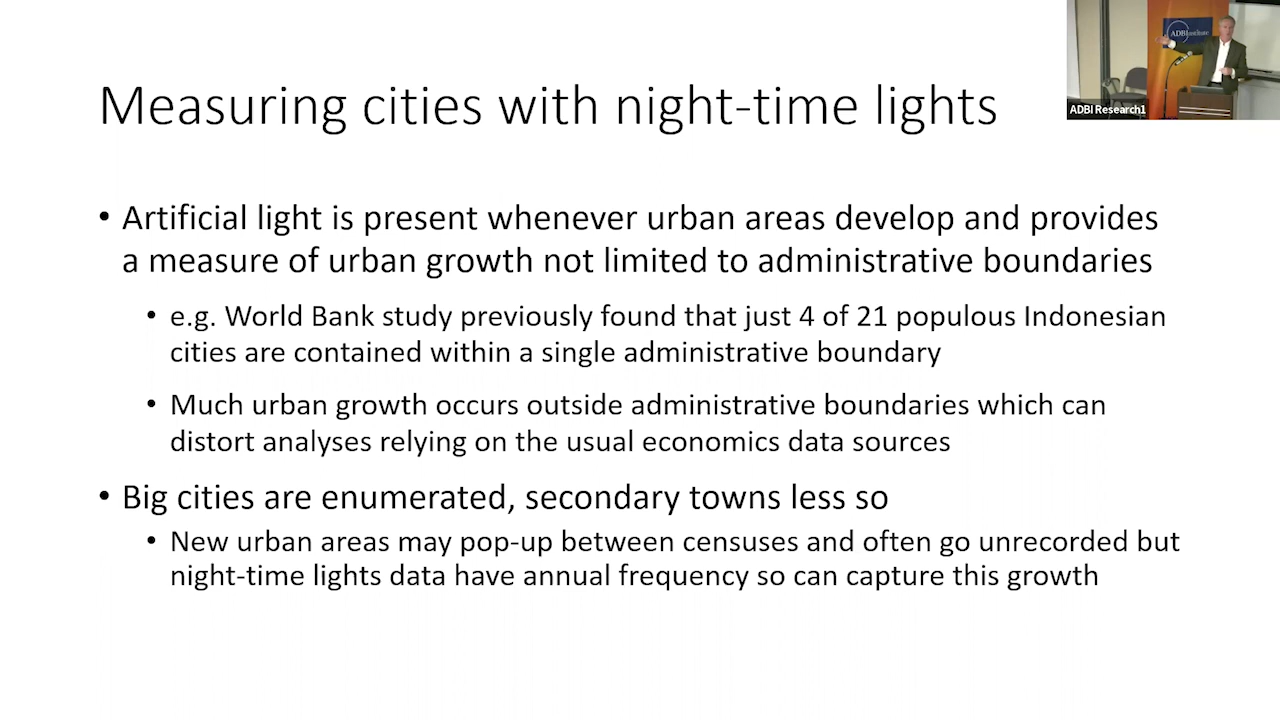 Measuring cities with night-time lights
ADBInstitute
ADBI Research1
• Artificial light is present whenever urban areas develop and provides
a measure of urban growth not limited to administrative boundaries
• e.g. World Bank study previously found that just 4 of 21 populous Indonesian
cities are contained within a single administrative boundary
• Much urban growth occurs outside administrative boundaries which can
distort analyses relying on the usual economics data sources
• Big cities are enumerated, secondary towns less so
• New urban areas may pop-up between censuses and often go unrecorded but
night-time lights data have annual frequency so can capture this growth